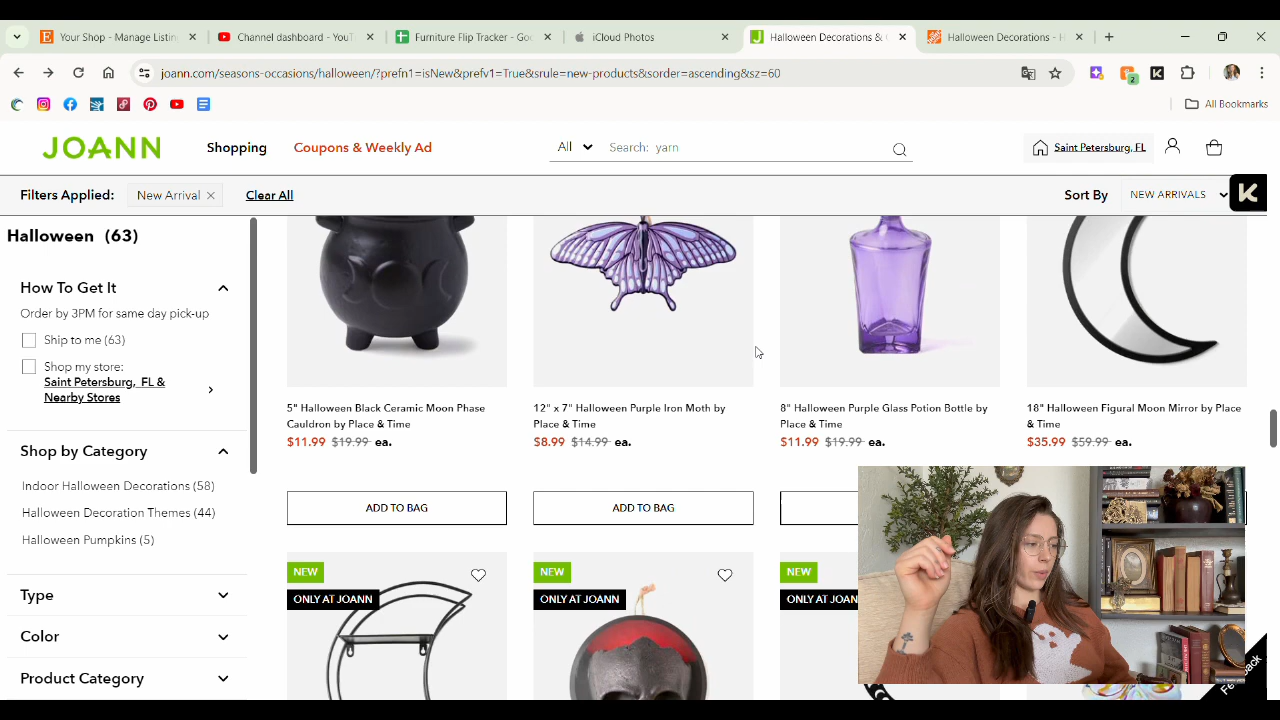 Your Shop - Manage Listin
Channel dashboard - YouT
Furniture Flip Tracker - Goo
iCloud Photos
Halloween Decorations & C
Halloween Decorations - H
joann.com/seasons-occasions/halloween/?prefn1=isNew&prefv1=True&srule=new-products&sorder=ascending&sz=60
2
All Bookmarks
JOANN
Shopping
Coupons & Weekly Ad
All
Search: yarn
Saint Petersburg, FL
Filters Applied:
New Arrival
Clear All
Sort By
NEW ARRIVALS
K
Halloween (63)
How To Get It
Order by 3PM for same day pick-up
Ship to me (63)
Shop my store:
Saint Petersburg, FL &
Nearby Stores
Shop by Category
Indoor Halloween Decorations (58)
Halloween Decoration Themes (44)
Halloween Pumpkins (5)
Type
Color
Product Category
5" Halloween Black Ceramic Moon Phase
Cauldron by Place & Time
$11.99 $19.99 ea.
ADD TO BAG
12" x 7" Halloween Purple Iron Moth by
Place & Time
$8.99 $14.99 ea.
ADD TO BAG
8" Halloween Purple Glass Potion Bottle by
Place & Time
$11.99 $19.99 ea.
18" Halloween Figural Moon Mirror by Place
& Time
$35.99 $59.99 ea.
NEW
ONLY AT JOANN
NEW
ONLY AT JOANN
NEW
ONLY AT JOAN